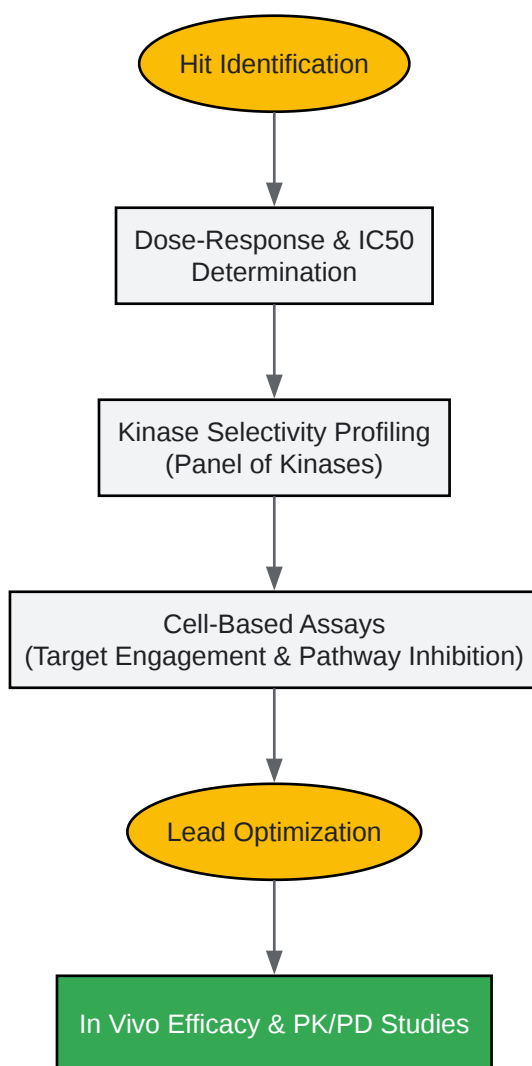 Hit Identification
Dose-Response & IC50
Determination
Kinase Selectivity Profiling
(Panel of Kinases)
Cell-Based Assays
(Target Engagement & Pathway Inhibition)
Lead Optimization
In Vivo Efficacy & PK/PD Studies